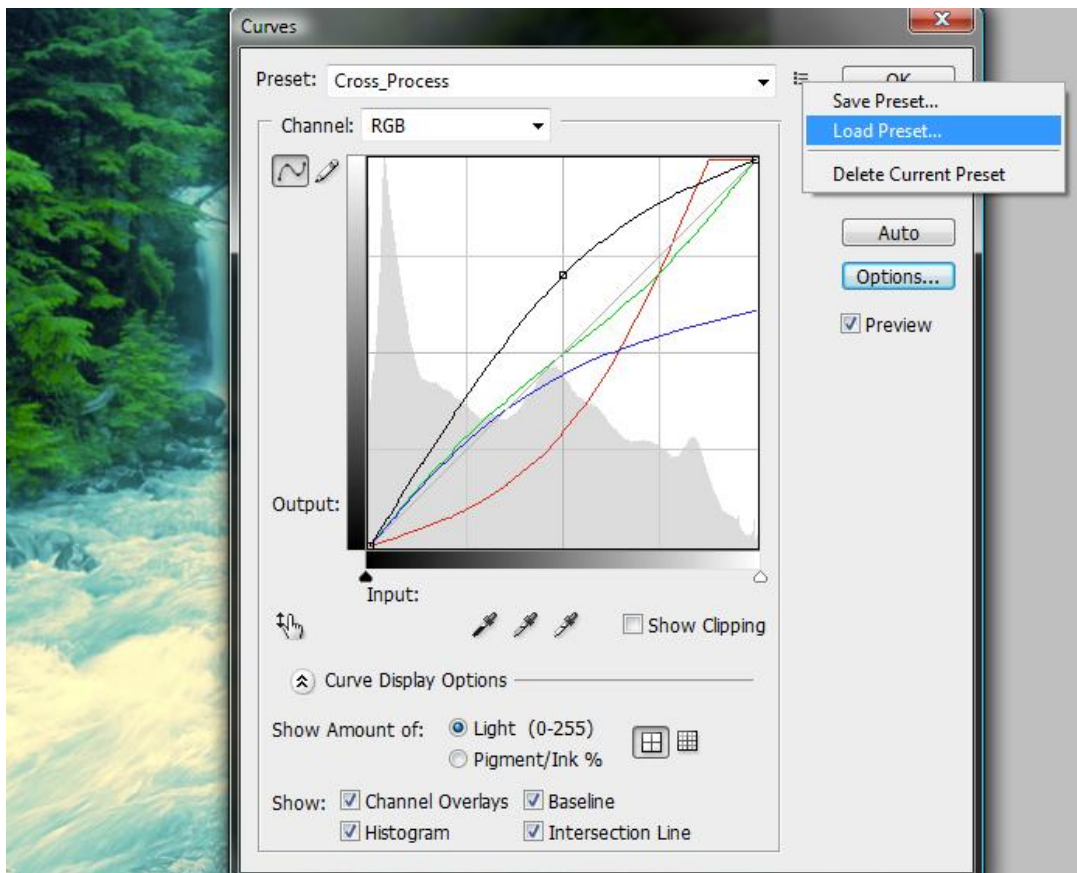 Curves
Preset: Cross_Process
OK
Save Preset...
Load Preset...
Delete Current Preset
Channel: RGB
Auto
Options...
Preview
Output:
Input:
Show Clipping
Curve Display Options
Show Amount of: Light (0-255)
Pigment/Ink %
Show: Channel Overlays Baseline
Histogram Intersection Line